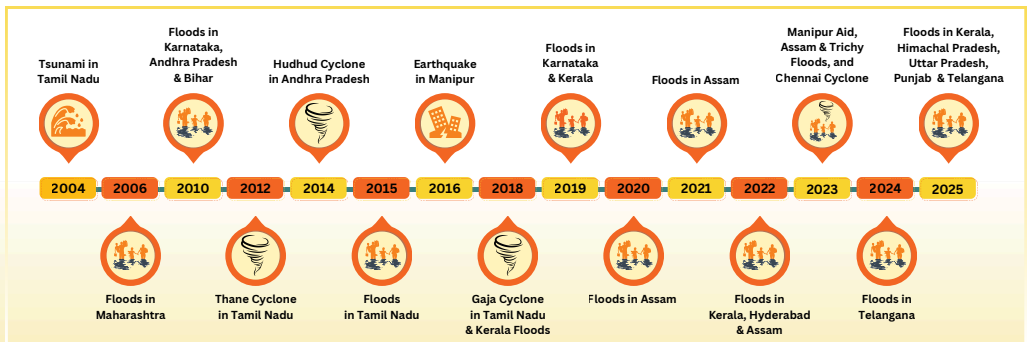 Tsunami in
Tamil Nadu
Floods in
Karnataka,
Andhra Pradesh
& Bihar
Hudhud Cyclone
in Andhra Pradesh
Earthquake
in Manipur
Floods in
Karnataka
& Kerala
Floods in Assam
Manipur Aid,
Assam & Trichy
Floods, and
Chennai Cyclone
Floods in Kerala,
Himachal Pradesh,
Uttar Pradesh,
Punjab & Telangana
2004 2006 2010 2012 2014 2015 2016 2018 2019 2020 2021 2022 2023 2024 2025
Floods in
Maharashtra
Thane Cyclone
in Tamil Nadu
Floods
in Tamil Nadu
Gaja Cyclone
in Tamil Nadu
& Kerala Floods
Floods in Assam
Floods in
Kerala, Hyderabad
& Assam
Floods in
Telangana